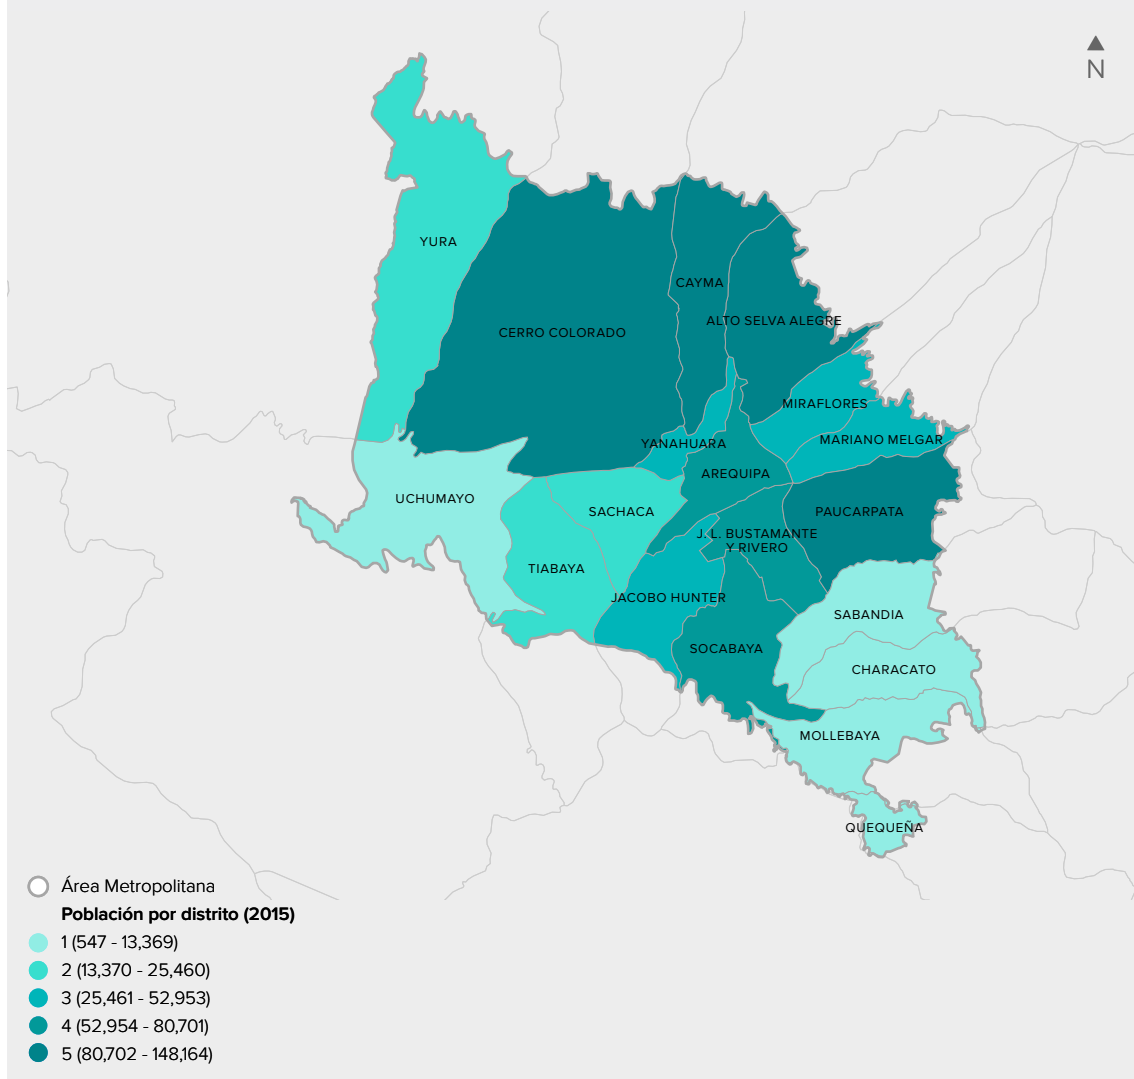 N
YURA
CAYMA
ALTO SELVA ALEGRE
CERRO COLORADO
MIRAFLORES
MARIANO MELGAR
YANAHUARA
AREQUIPA
UCHUMAYO
SACHACA
PAUCARPATA
J. L. BUSTAMANTE
Y RIVERO
TIABAYA
JACOBO HUNTER
SABANDIA
SOCABAYA
CHARACATO
MOLLEBAYA
QUEQUEÑA
Área Metropolitana
Población por distrito (2015)
1 (547 - 13,369)
2 (13,370 - 25,460)
3 (25,461 - 52,953)
4 (52,954 - 80,701)
5 (80,702 - 148,164)